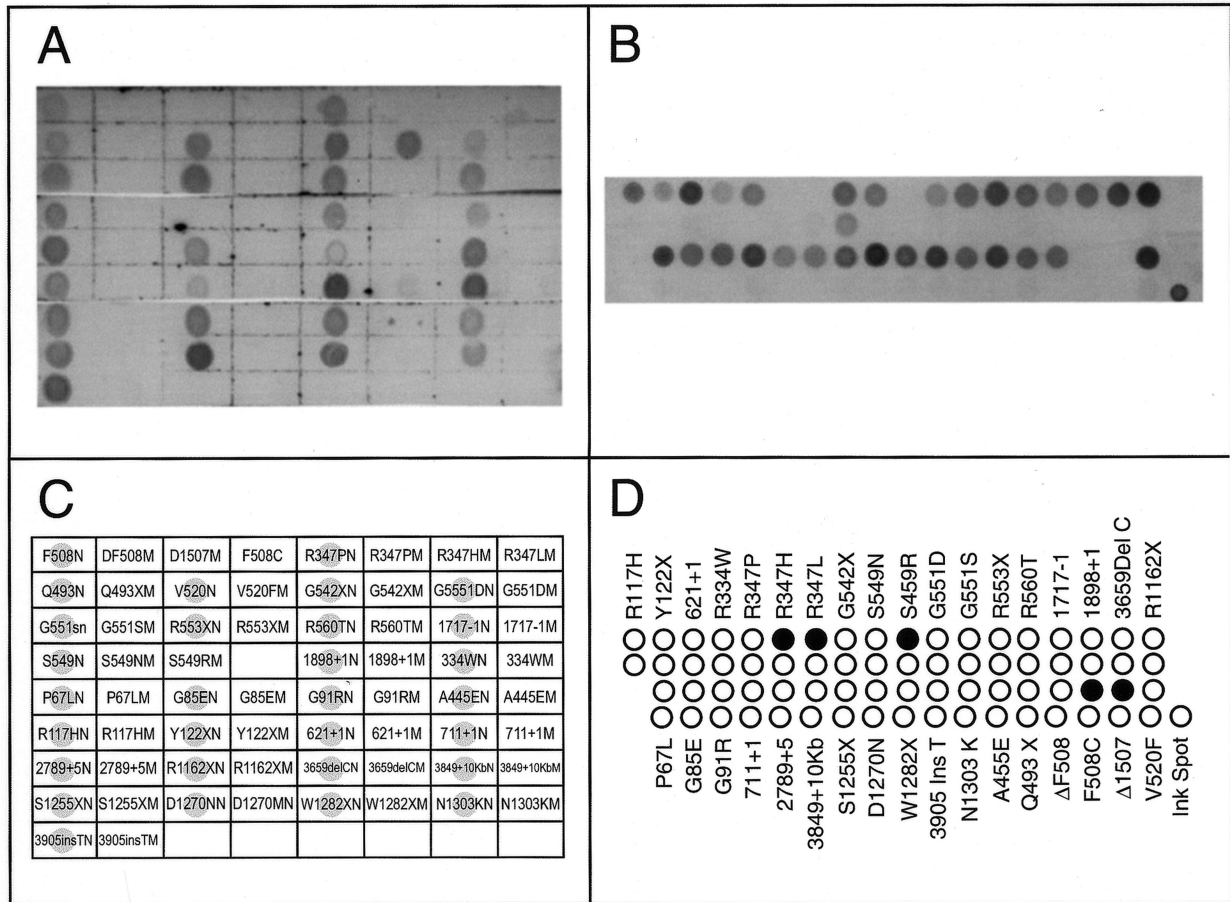 A
B
C
F508N DF508M D1507M F508C R347PN R347PM R347HM R347LM
Q493N Q493XM V520N V520FM G542XN G542XM G5551DN G551DM
G551sn G551SM R553XN R553XM R560TN R560TM 1717-1N 1717-1M
S549N S549NM S549RM 1898+1N 1898+1M 334WN 334WM
P67LN P67LM G85EN G85EM G91RN G91RM A445EN A445EM
R117HN R117HM Y122XN Y122XM 621+1N 621+1M 711+1N 711+1M
2789+5N 2789+5M R1162XN R1162XM 3659delCN 3659delCM 3849+10KbN 3849+10KbM
S1255XN S1255XM D1270NN D1270MN W1282XN W1282XM N1303KN N1303KM
3905insTN 3905insTM
D
R117H
Y122X
621+1
R334W
R347P
R347H
R347L
G542X
S549N
S459R
G551D
G551S
R553X
R560T
1717-1
1898+1
3659Del C
R1162X
P67L
G85E
G91R
711+1
2789+5
3849+10Kb
S1255X
D1270N
W1282X
3905 Ins T
N1303 K
A455E
Q493 X
ΔF508
F508C
Δ1507
V520F
Ink Spot